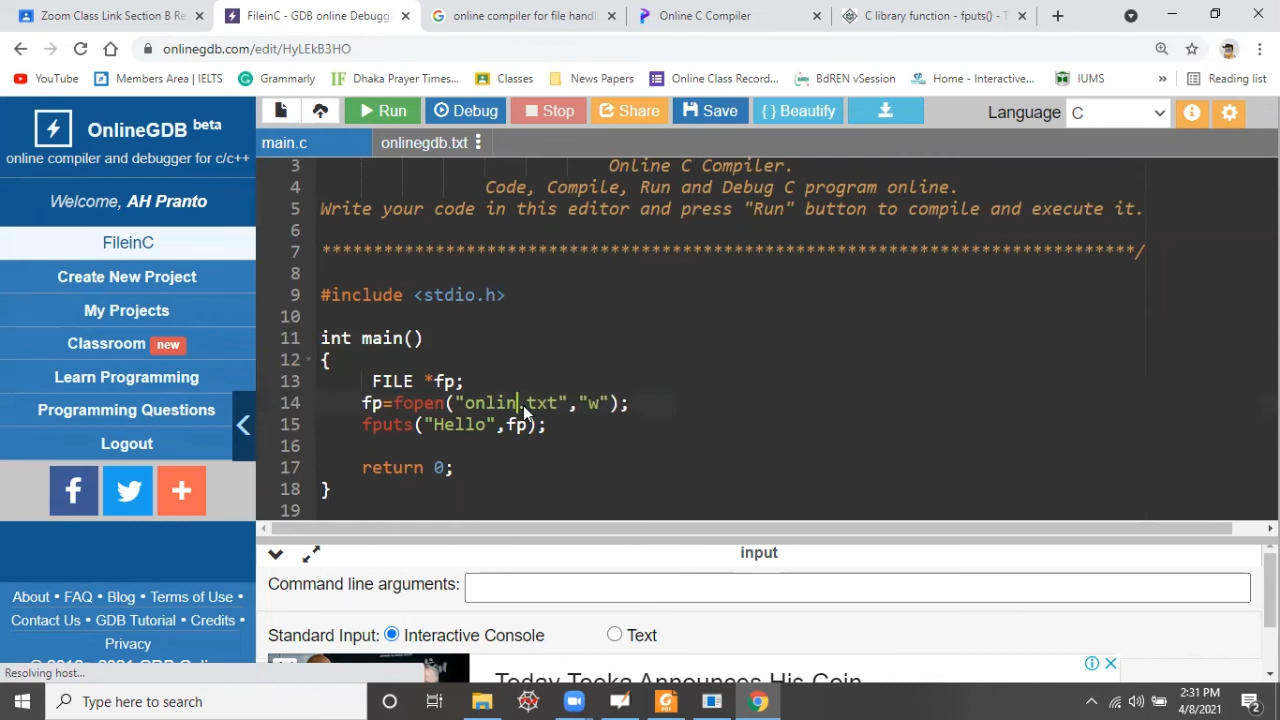 Zoom Class Link Section B Re
FileinC - GDB online Debugge
online compiler for file handl
Online C Compiler
C library function - fputs() - T
onlinegdb.com/edit/HyLEkB3HO
YouTube
Members Area | IELTS
Grammarly
Dhaka Prayer Times...
Classes
News Papers
Online Class Record...
BdREN vSession
Home - Interactive...
IUMS
»
Reading list
OnlineGDB beta
online compiler and debugger for c/c++
Welcome, AH Pranto
FileinC
Create New Project
My Projects
Classroom new
Learn Programming
Programming Questions
Logout
About • FAQ • Blog • Terms of Use •
Contact Us • GDB Tutorial • Credits •
Privacy
Resolving host...
Run
Debug
Stop
Share
Save
{ } Beautify
Language C
main.c
onlinegdb.txt
3 Online C Compiler.
4 Code, Compile, Run and Debug C program online.
5 Write your code in this editor and press "Run" button to compile and execute it.
6
7 *******************************************************************************/
8
9 #include <stdio.h>
10
11 int main()
12 {
13 FILE *fp;
14 fp=fopen("onlin.txt","w");
15 fputs("Hello",fp);
16
17 return 0;
18 }
19
input
Command line arguments:
Standard Input: Interactive Console Text
Type here to search
2:31 PM
4/8/2021
2